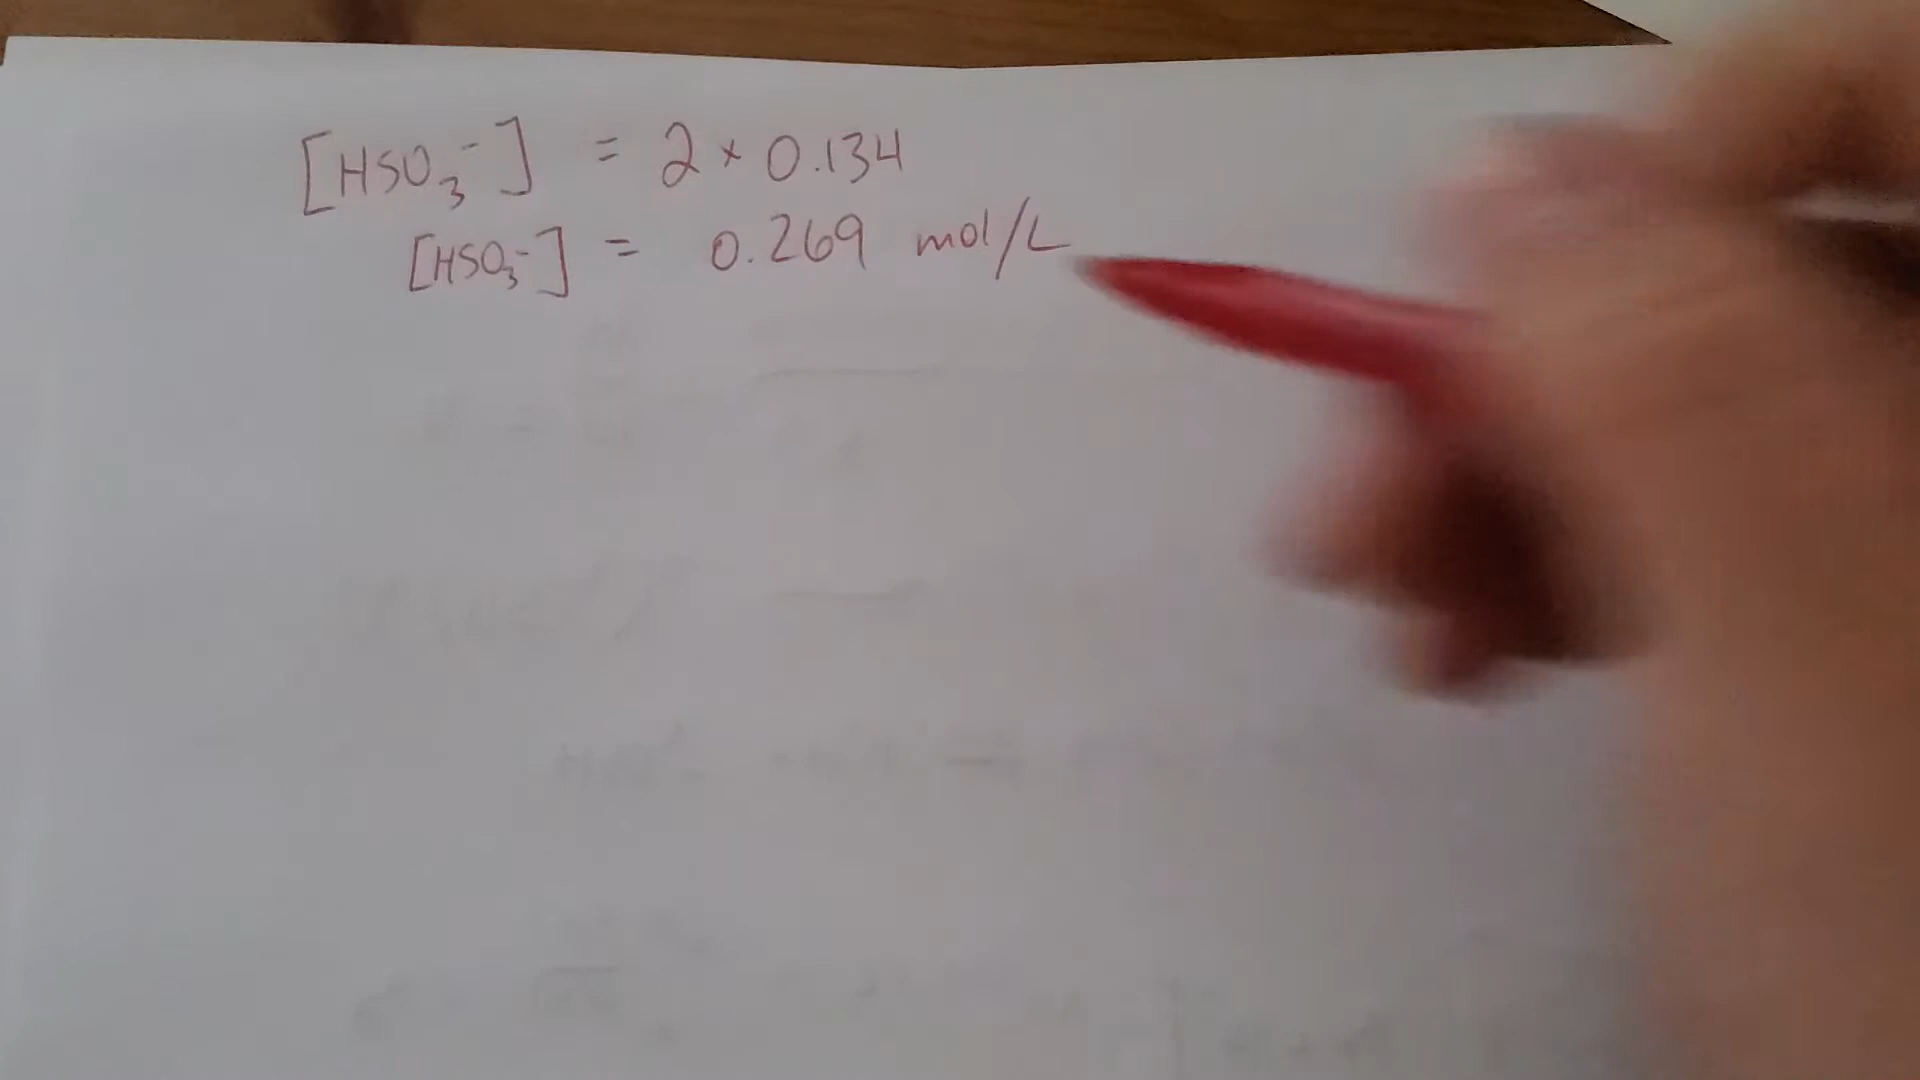 [HSO₃⁻] = 2 × 0.134
[HSO₃⁻] = 0.269 mol/L